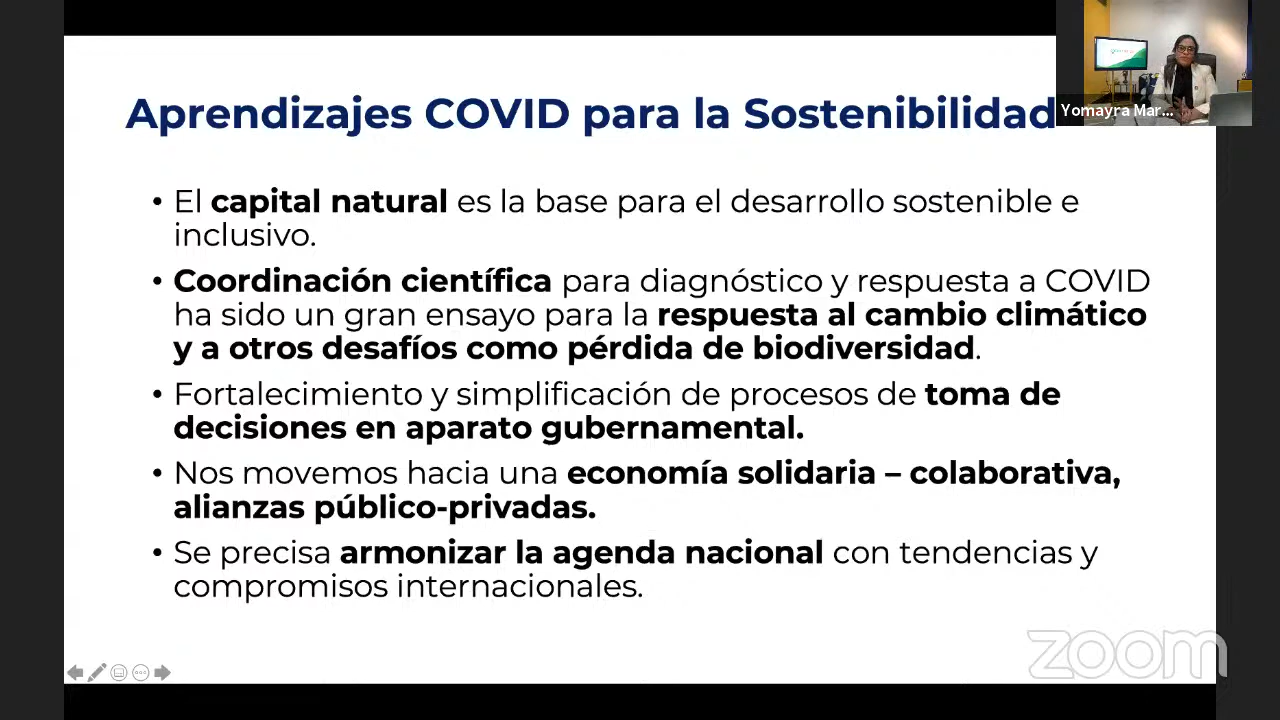 Aprendizajes COVID para la Sostenibilidad
Yomayra Mar...
• El capital natural es la base para el desarrollo sostenible e
inclusivo.
• Coordinación científica para diagnóstico y respuesta a COVID
ha sido un gran ensayo para la respuesta al cambio climático
y a otros desafíos como pérdida de biodiversidad.
• Fortalecimiento y simplificación de procesos de toma de
decisiones en aparato gubernamental.
• Nos movemos hacia una economía solidaria – colaborativa,
alianzas público-privadas.
• Se precisa armonizar la agenda nacional con tendencias y
compromisos internacionales.
zoom